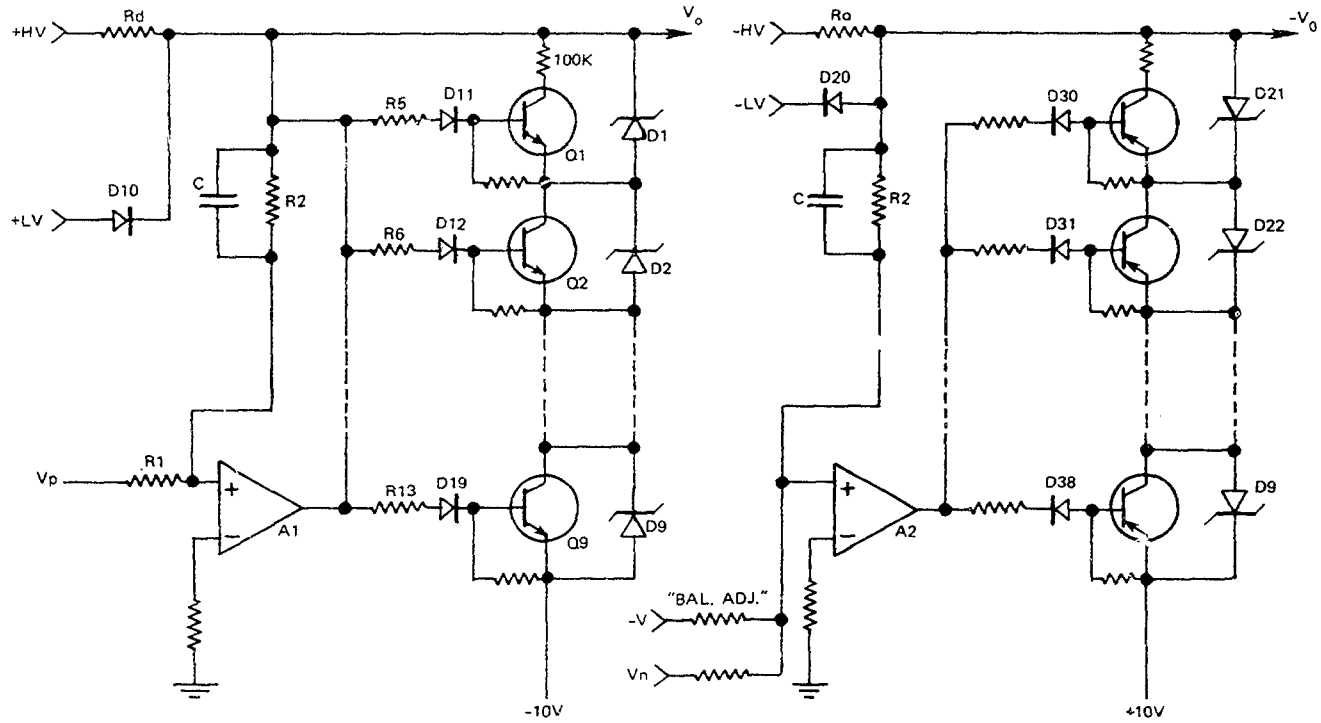 +HV Rd V₀
100K
R5 D11
Q1 D1
C R2
D10
+LV
R6 D12
Q2 D2
Vp R1
+
−
A1
R13 D19
Q9 D9
-10V
-HV Ra -V₀
D20
-LV
D30 D21
C R2
D31 D22
+
−
A2
D38 D9
"BAL. ADJ."
-V
Vn
+10V